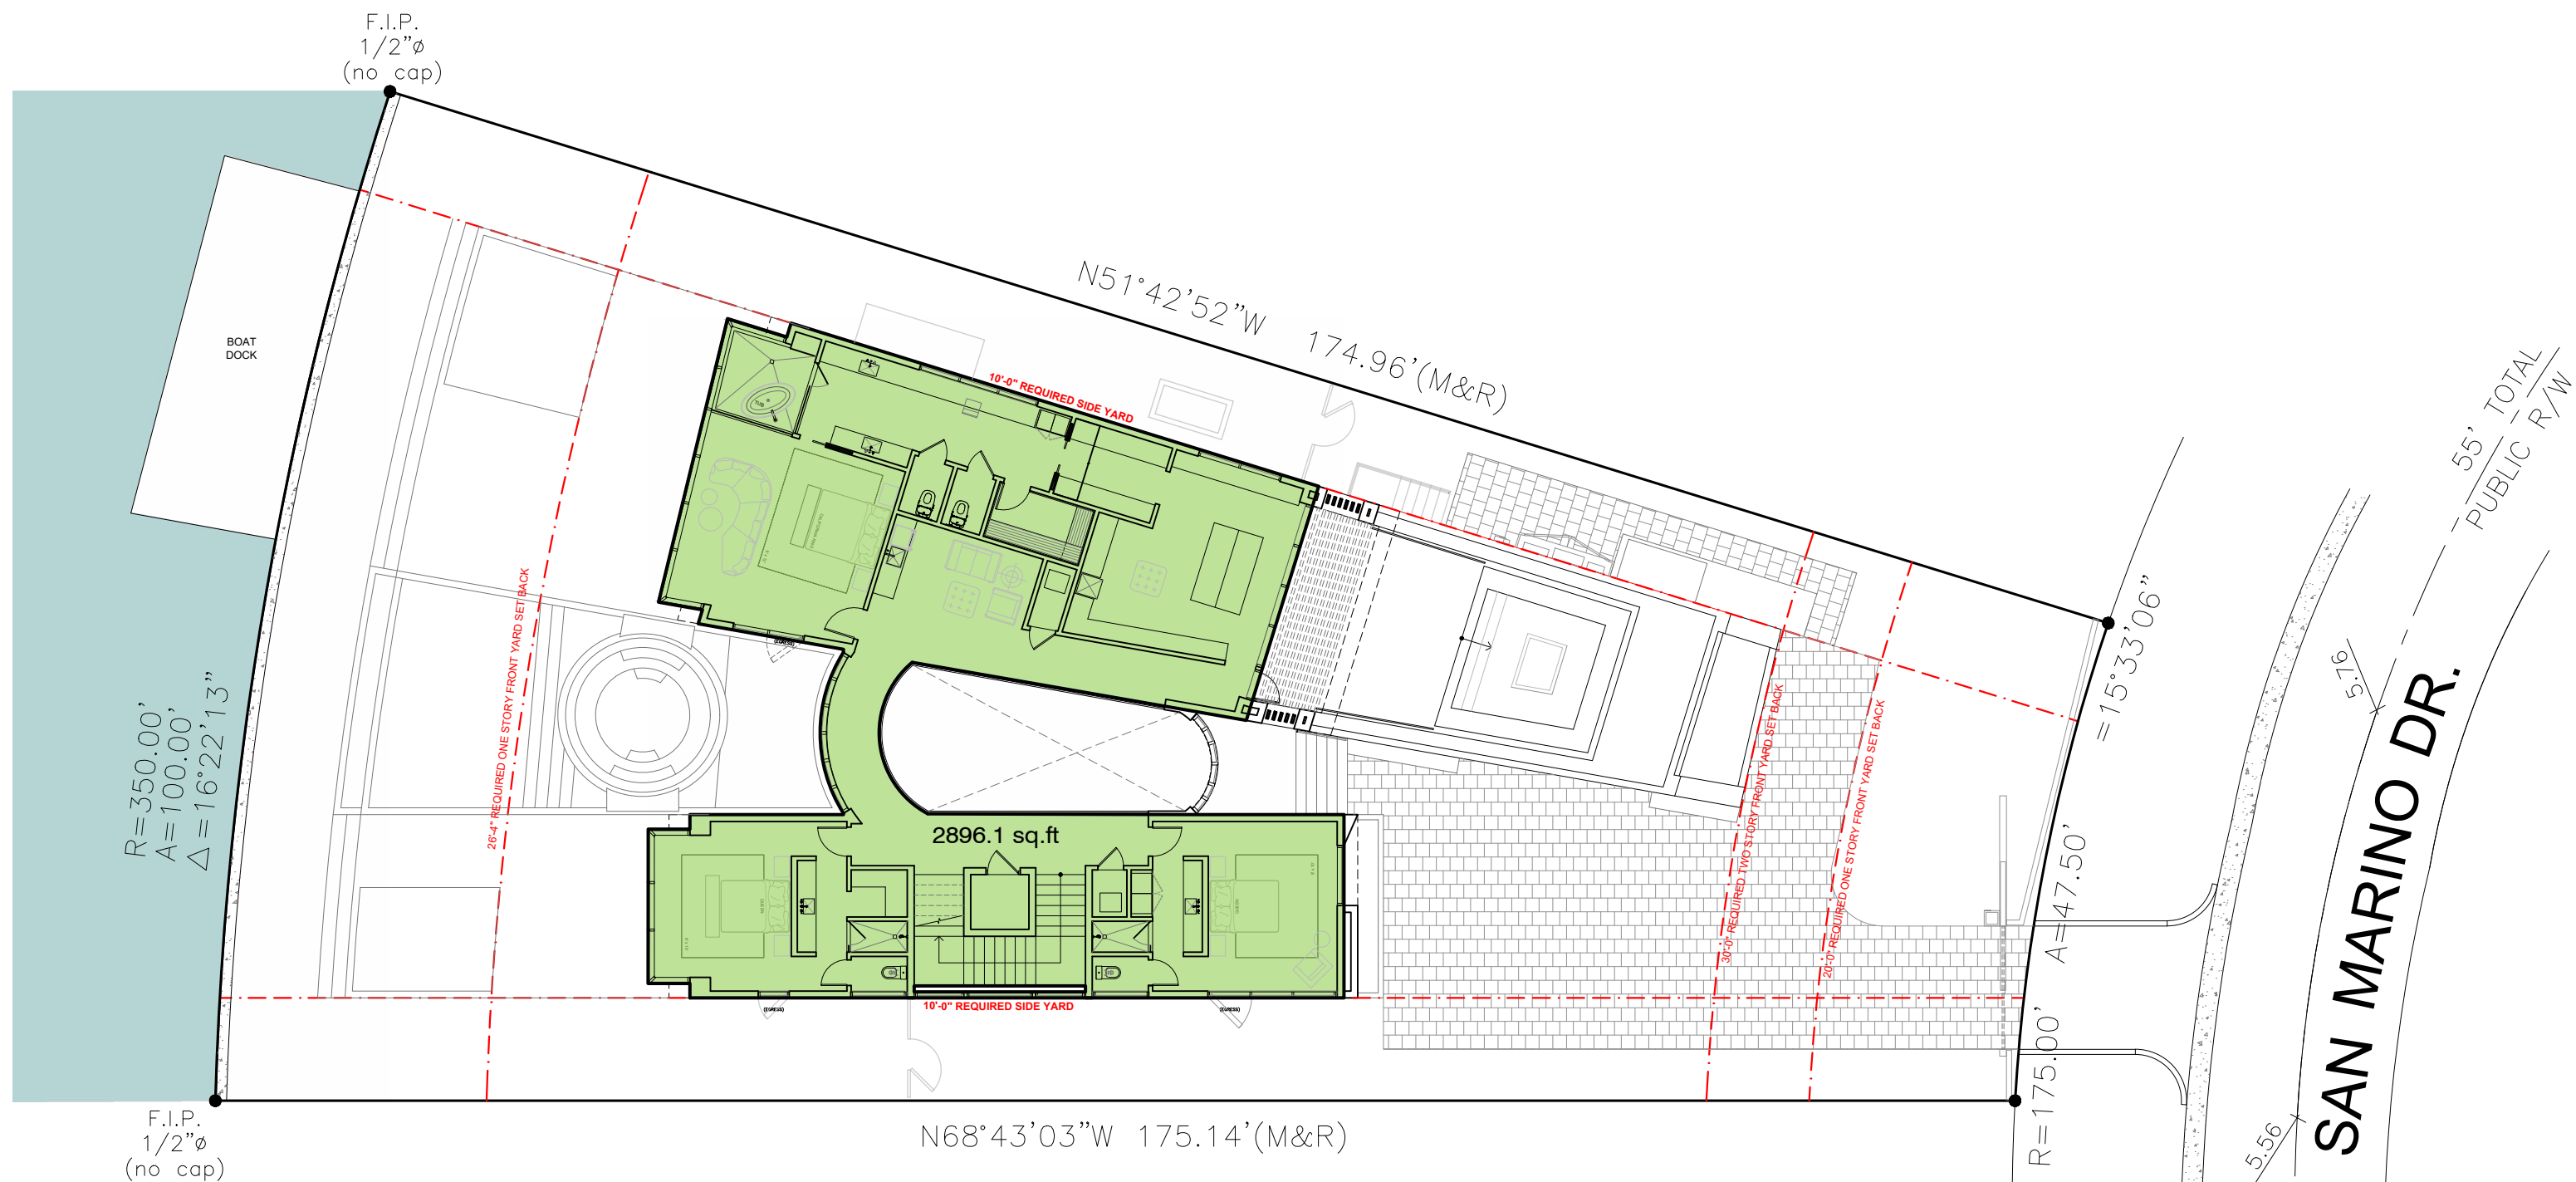 F.I.P.
1/2"ø
(no cap)
BOAT
DOCK
N51°42'52"W 174.96'(M&R)
10'-0" REQUIRED SIDE YARD
55' TOTAL
PUBLIC R/W
TUB
26'-4" REQUIRED ONE STORY FRONT YARD SET BACK
(EGRESS)
R=350.00'
A=100.00'
Δ=16°22'13"
=15°33'06"
5.76
SAN MARINO DR.
30'-0" REQUIRED TWO STORY FRONT YARD SET BACK
20'-0" REQUIRED ONE STORY FRONT YARD SET BACK
2896.1 sq.ft
A=47.50'
R=175.00'
10'-0" REQUIRED SIDE YARD
(EGRESS)
(EGRESS)
F.I.P.
1/2"ø
(no cap)
N68°43'03"W 175.14'(M&R)
5.56